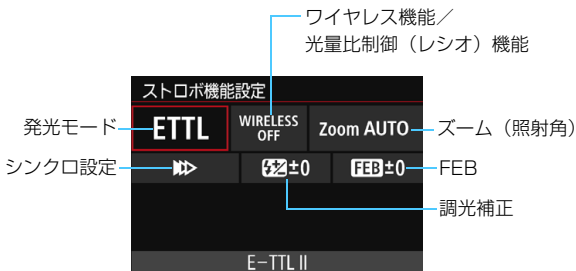 ワイヤレス機能／
光量比制御（レシオ）機能
ストロボ機能設定
発光モード
ETTL
WIRELESS
OFF
Zoom AUTO
ズーム（照射角）
シンクロ設定
±0
FEB±0
FEB
調光補正
E-TTL II